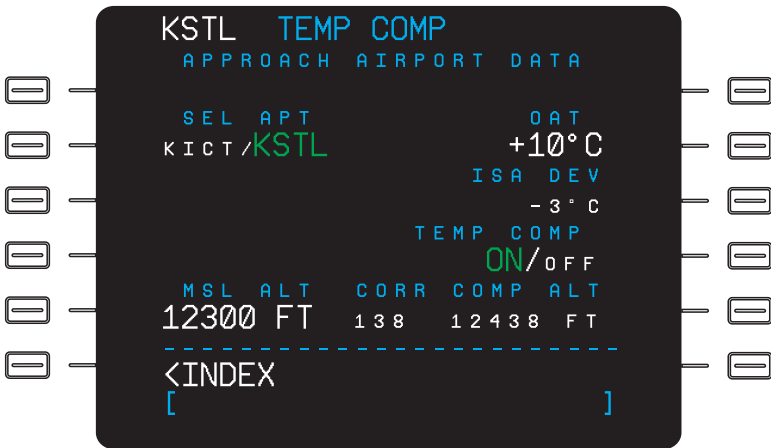 KSTL TEMP COMP
APPROACH AIRPORT DATA
SEL APT OAT
KICT/KSTL +10°C
ISA DEV
-3°C
TEMP COMP
ON/OFF
MSL ALT CORR COMP ALT
12300 FT 138 12438 FT
<INDEX
[ ]